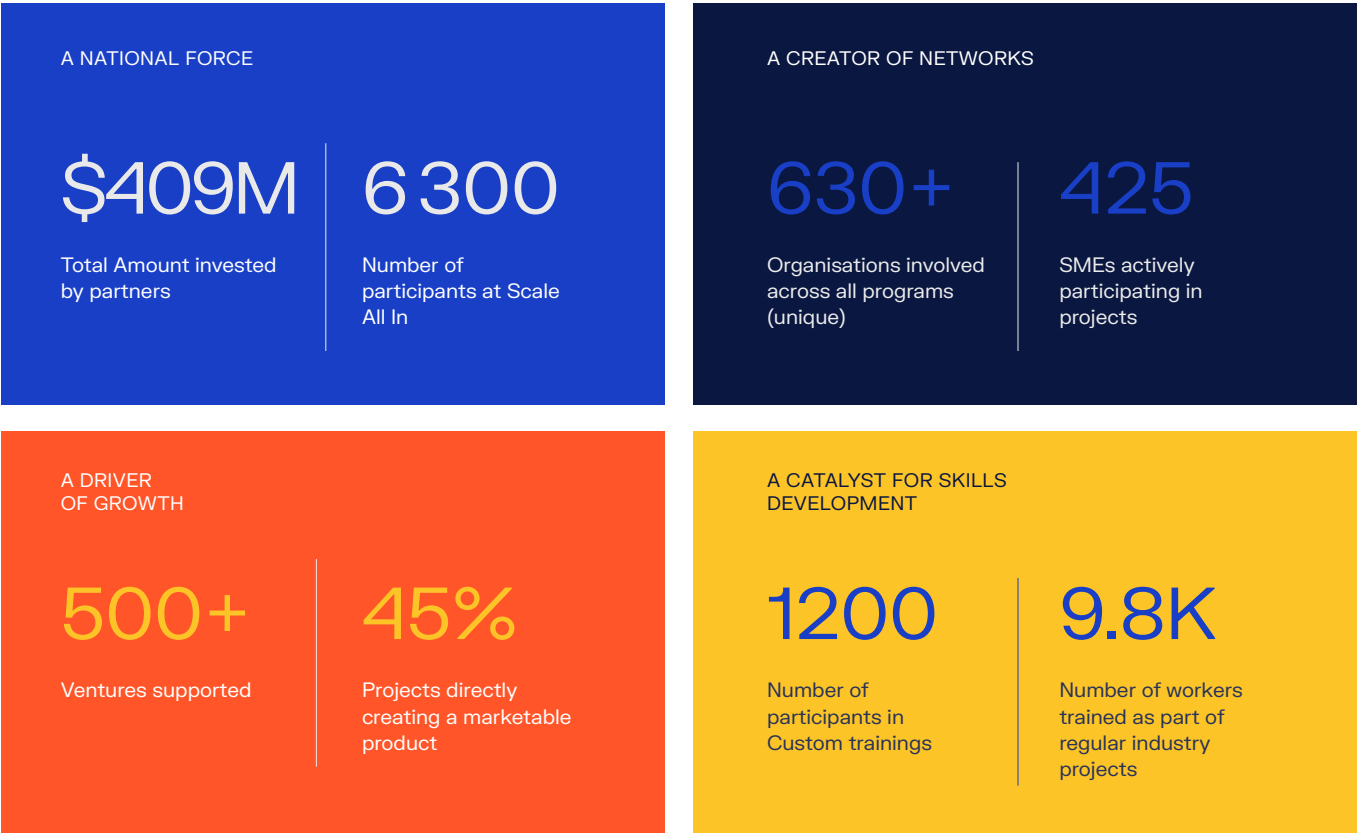 A NATIONAL FORCE
$409M
Total Amount invested
by partners
6 300
Number of
participants at Scale
All In
A CREATOR OF NETWORKS
630+
Organisations involved
across all programs
(unique)
425
SMEs actively
participating in
projects
A DRIVER
OF GROWTH
500+
Ventures supported
45%
Projects directly
creating a marketable
product
A CATALYST FOR SKILLS
DEVELOPMENT
1200
Number of
participants in
Custom trainings
9.8K
Number of workers
trained as part of
regular industry
projects